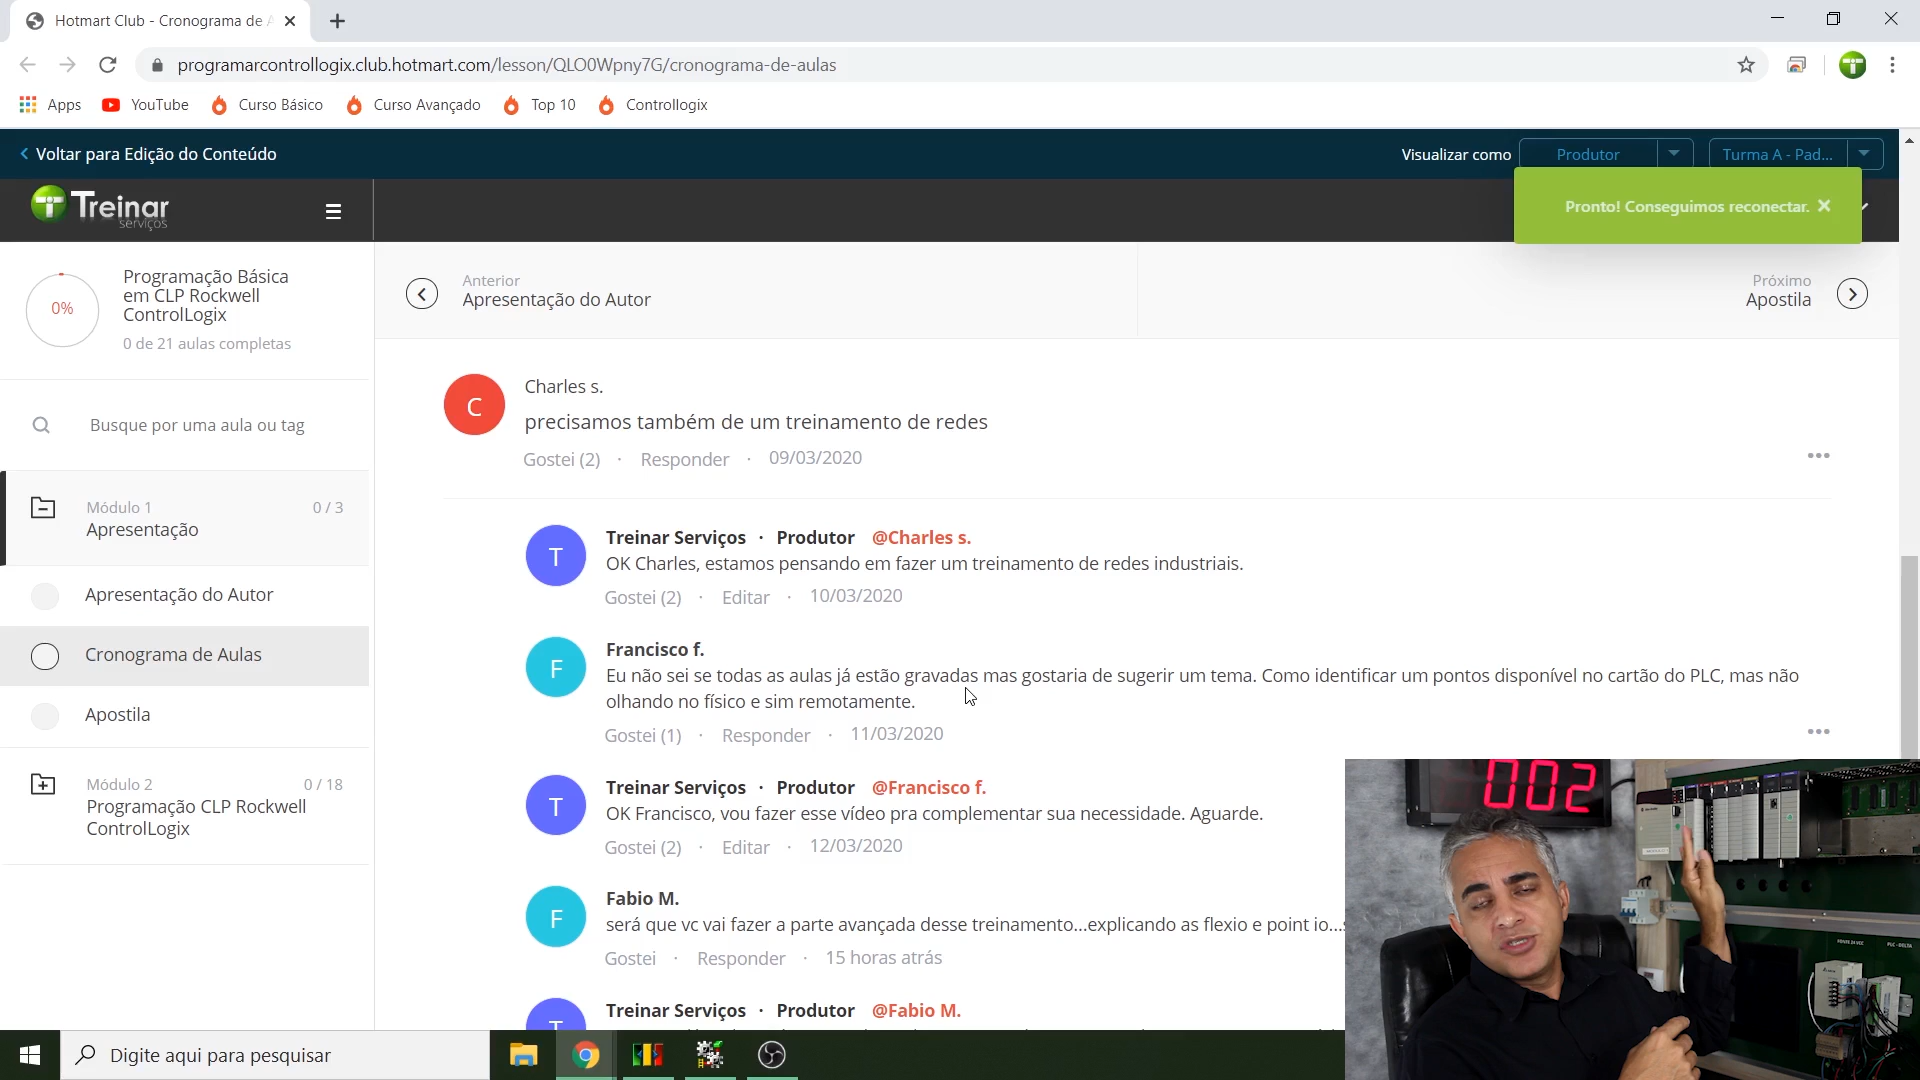 Hotmart Club - Cronograma de A
programarcontrollogix.club.hotmart.com/lesson/QLO0Wpny7G/cronograma-de-aulas
Apps YouTube Curso Básico Curso Avançado Top 10 Controllogix
Voltar para Edição do Conteúdo
Visualizar como Produtor Turma A - Pad...
Treinar
serviços
Pronto! Conseguimos reconectar.
0%
Programação Básica
em CLP Rockwell
ControlLogix
0 de 21 aulas completas
Anterior
Apresentação do Autor
Próximo
Apostila
Busque por uma aula ou tag
Módulo 1 0 / 3
Apresentação
Apresentação do Autor
Cronograma de Aulas
Apostila
Módulo 2 0 / 18
Programação CLP Rockwell
ControlLogix
C
Charles s.
precisamos também de um treinamento de redes
Gostei (2) · Responder · 09/03/2020
T
Treinar Serviços · Produtor @Charles s.
OK Charles, estamos pensando em fazer um treinamento de redes industriais.
Gostei (2) · Editar · 10/03/2020
F
Francisco f.
Eu não sei se todas as aulas já estão gravadas mas gostaria de sugerir um tema. Como identificar um pontos disponível no cartão do PLC, mas não
olhando no físico e sim remotamente.
Gostei (1) · Responder · 11/03/2020
T
Treinar Serviços · Produtor @Francisco f.
OK Francisco, vou fazer esse vídeo pra complementar sua necessidade. Aguarde.
Gostei (2) · Editar · 12/03/2020
F
Fabio M.
será que vc vai fazer a parte avançada desse treinamento...explicando as flexio e point io...
Gostei · Responder · 15 horas atrás
T
Treinar Serviços · Produtor @Fabio M.
002
Digite aqui para pesquisar